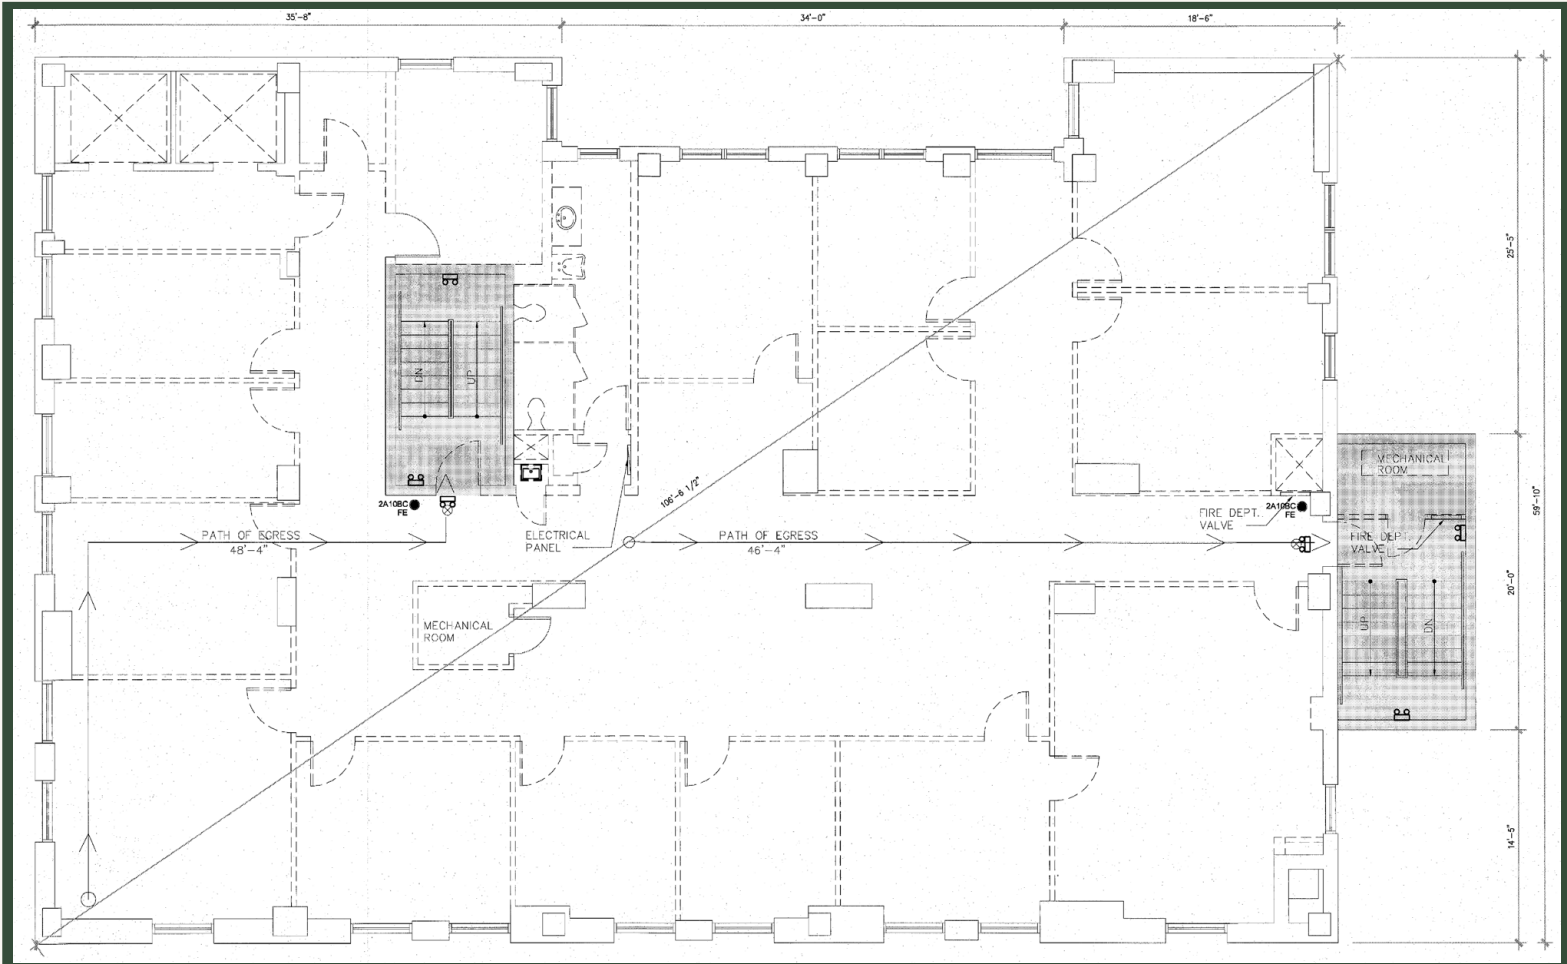 35'-8"
34'-0"
18'-6"
25'-5"
59'-10"
20'-0"
14'-5"
DN
UP
2A10BC
FE
PATH OF EGRESS
48'-4"
ELECTRICAL
PANEL
106'-6 1/2"
PATH OF EGRESS
46'-4"
FIRE DEPT.
VALVE
2A10BC
FE
MECHANICAL
ROOM
FIRE DEPT.
VALVE
UP
DN
MECHANICAL
ROOM